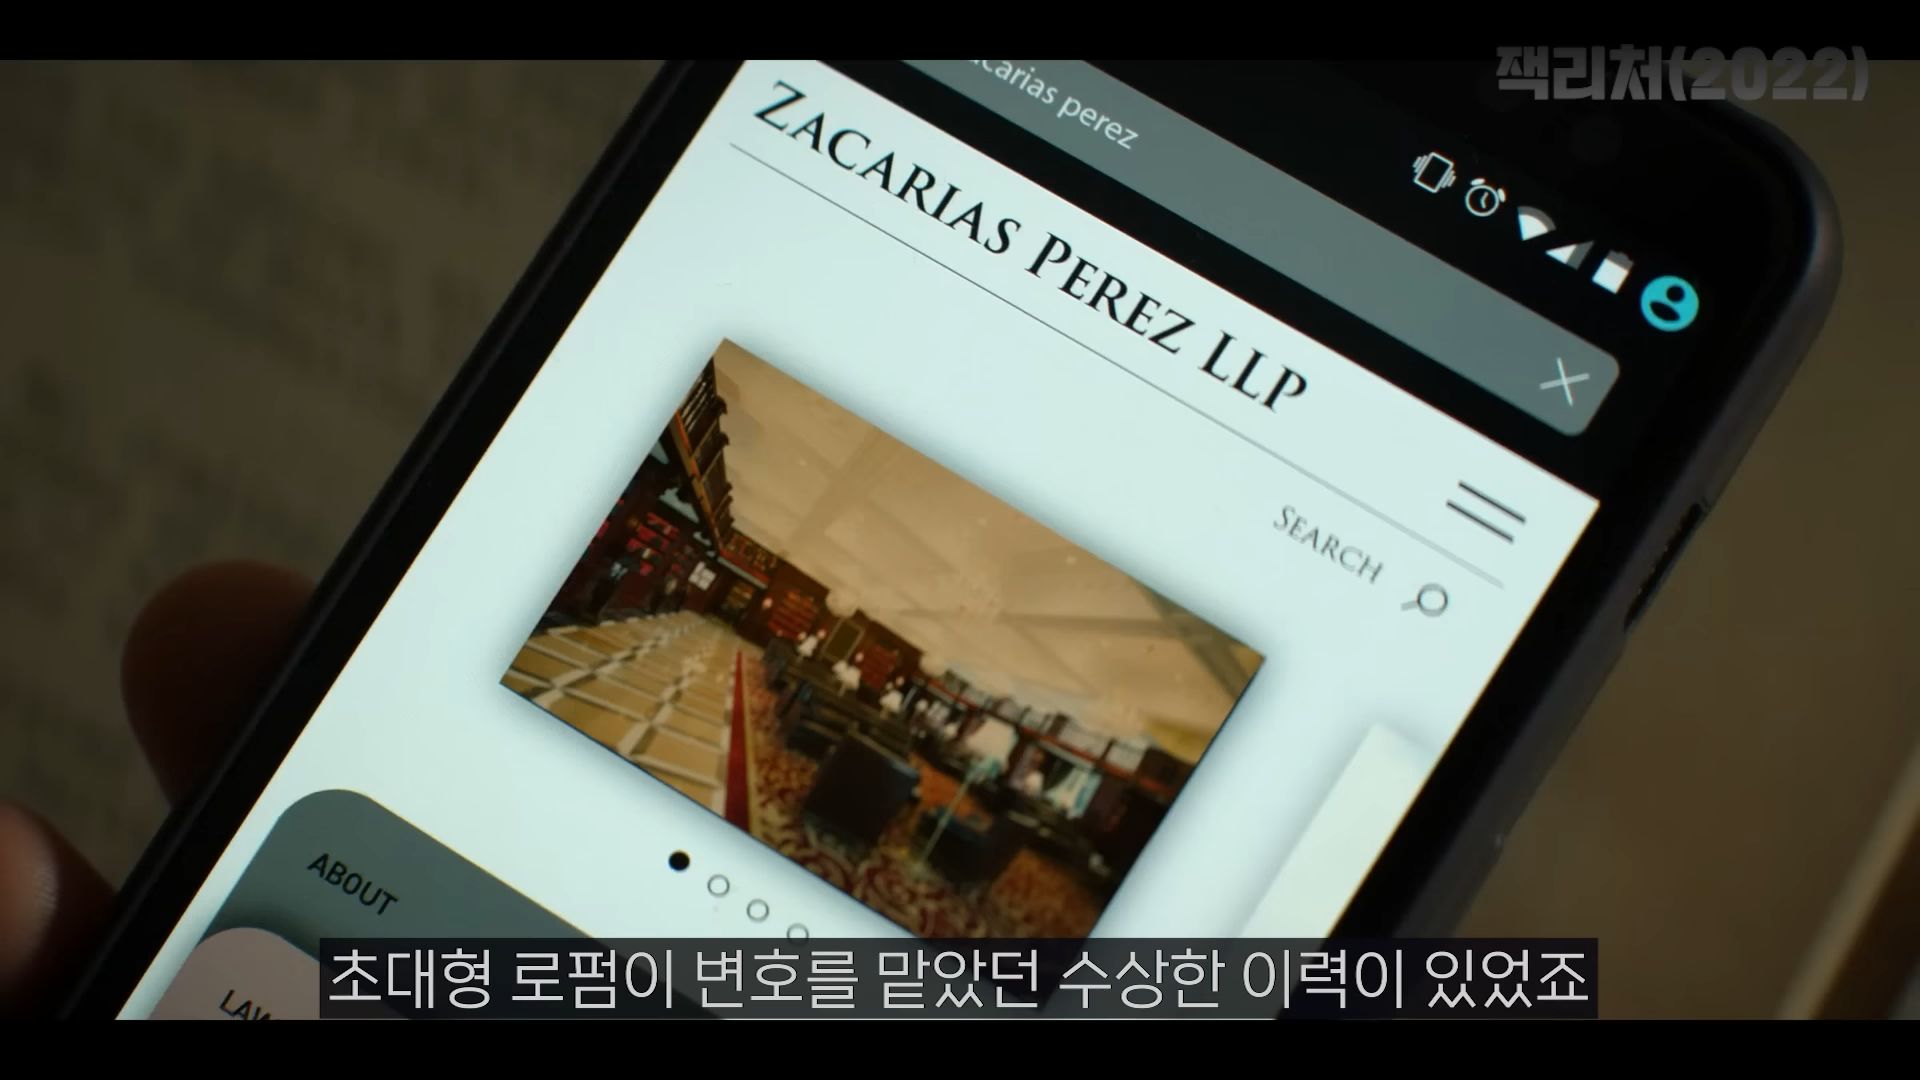 잭리처(2022)
carias perez
ZACARIAS PEREZ LLP
SEARCH
ABOUT
LAW
초대형 로펌이 변호를 맡았던 수상한 이력이 있었죠